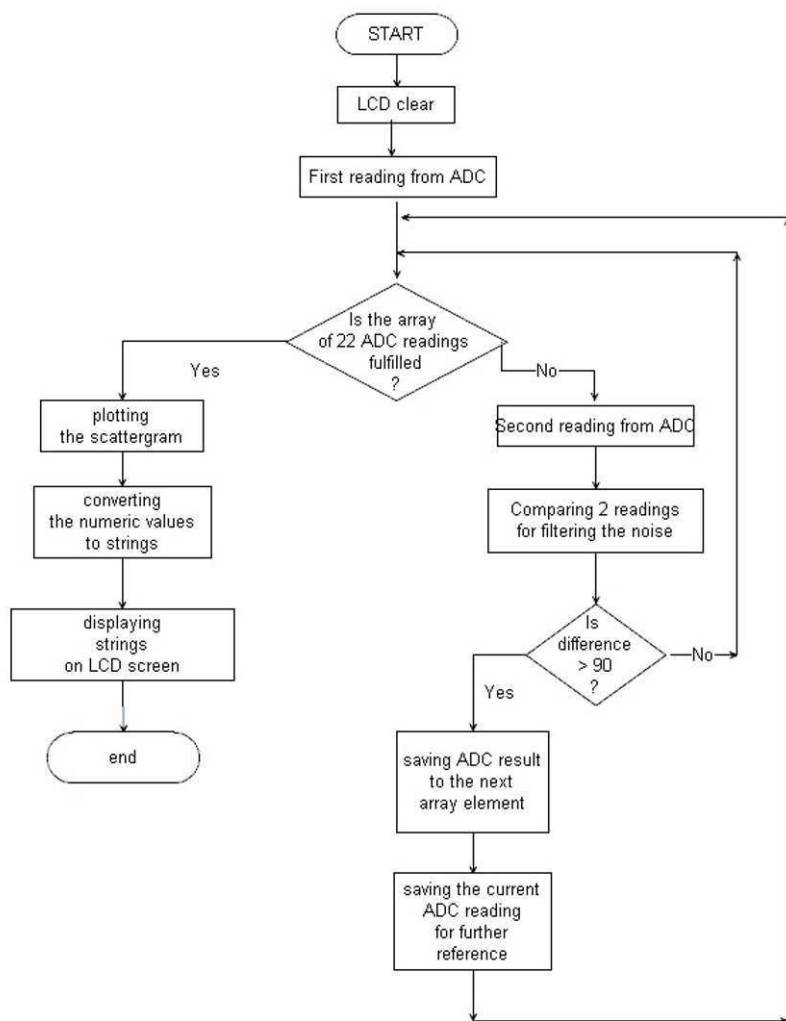 START
LCD clear
First reading from ADC
Is the array
of 22 ADC readings
fulfilled
?
Yes
No
plotting
the scattergram
Second reading from ADC
converting
the numeric values
to strings
Comparing 2 readings
for filtering the noise
displaying
strings
on LCD screen
Is
difference
> 90
?
No
Yes
end
saving ADC result
to the next
array element
saving the current
ADC reading
for further
reference